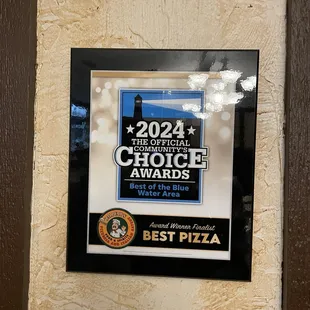 ★ 2024 ★
THE OFFICIAL
COMMUNITY'S
CHOICE
AWARDS
Best of the Blue
Water Area
Award Winner Finalist
BEST PIZZA